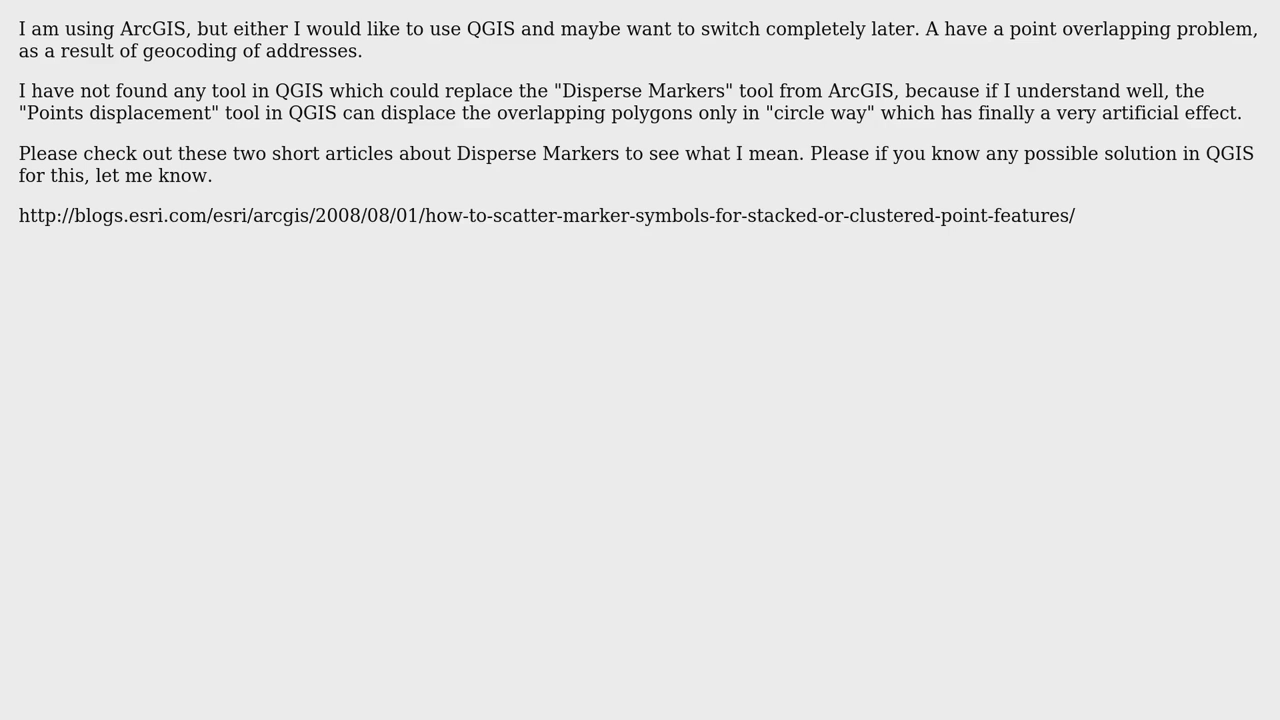 I am using ArcGIS, but either I would like to use QGIS and maybe want to switch completely later. A have a point overlapping problem,
as a result of geocoding of addresses.
I have not found any tool in QGIS which could replace the "Disperse Markers" tool from ArcGIS, because if I understand well, the
"Points displacement" tool in QGIS can displace the overlapping polygons only in "circle way" which has finally a very artificial effect.
Please check out these two short articles about Disperse Markers to see what I mean. Please if you know any possible solution in QGIS
for this, let me know.
http://blogs.esri.com/esri/arcgis/2008/08/01/how-to-scatter-marker-symbols-for-stacked-or-clustered-point-features/